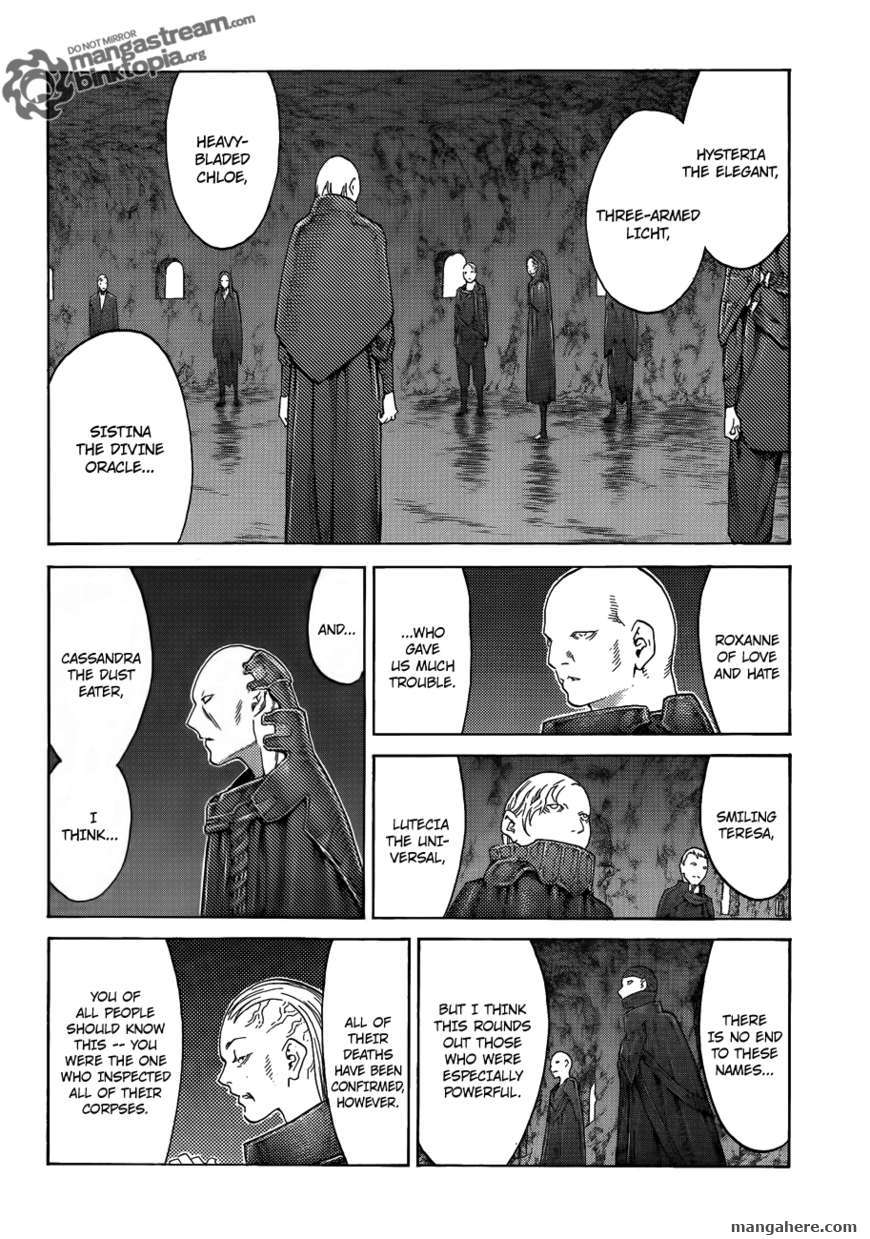 DO NOT MIRROR
mangastream.com
binktopia.org
HYSTERIA
THE ELEGANT,
THREE-ARMED
LICHT,
HEAVY-
BLADED
CHLOE,
SISTINA
THE DIVINE
ORACLE...
ROXANNE
OF LOVE
AND HATE
...WHO
GAVE
US MUCH
TROUBLE.
AND...
CASSANDRA
THE DUST
EATER,
I
THINK...
SMILING
TERESA,
LUTECIA
THE UNI-
VERSAL,
THERE
IS NO END
TO THESE
NAMES...
BUT I THINK
THIS ROUNDS
OUT THOSE
WHO WERE
ESPECIALLY
POWERFUL.
ALL OF
THEIR
DEATHS
HAVE BEEN
CONFIRMED,
HOWEVER.
YOU OF
ALL PEOPLE
SHOULD KNOW
THIS -- YOU
WERE THE ONE
WHO INSPECTED
ALL OF THEIR
CORPSES.
mangahere.com